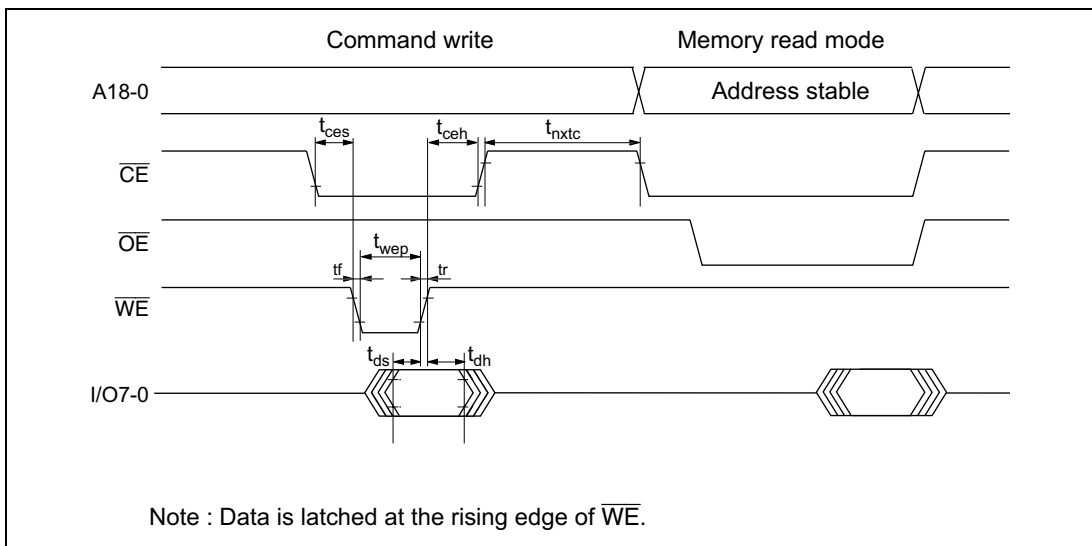 Command write
Memory read mode
A18-0
Address stable
tces
tceh
tnxtc
CE
OE
twep
tf
tr
WE
tds
tdh
I/O7-0
Note : Data is latched at the rising edge of WE.